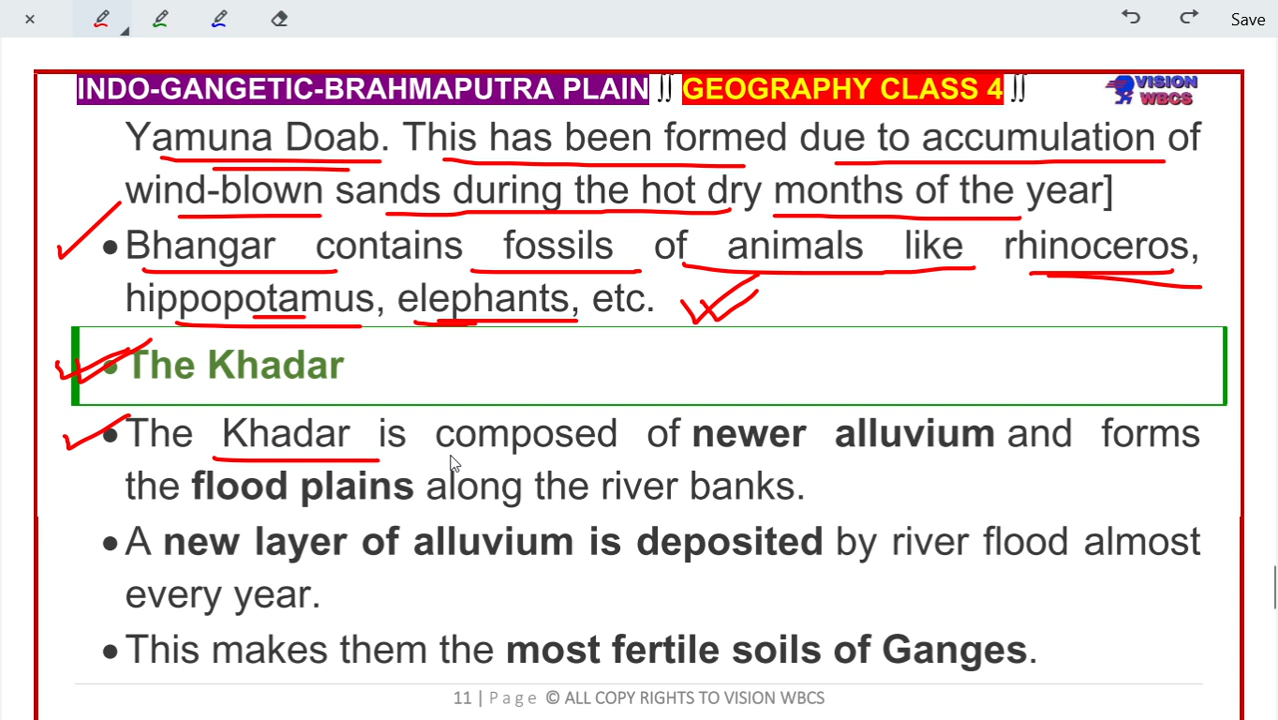 Save
INDO-GANGETIC-BRAHMAPUTRA PLAIN || GEOGRAPHY CLASS 4 ||
VISION
WBCS
Yamuna Doab. This has been formed due to accumulation of
wind-blown sands during the hot dry months of the year]
• Bhangar contains fossils of animals like rhinoceros,
hippopotamus, elephants, etc.
• The Khadar
• The Khadar is composed of newer alluvium and forms
the flood plains along the river banks.
• A new layer of alluvium is deposited by river flood almost
every year.
• This makes them the most fertile soils of Ganges.
11 | Page © ALL COPY RIGHTS TO VISION WBCS